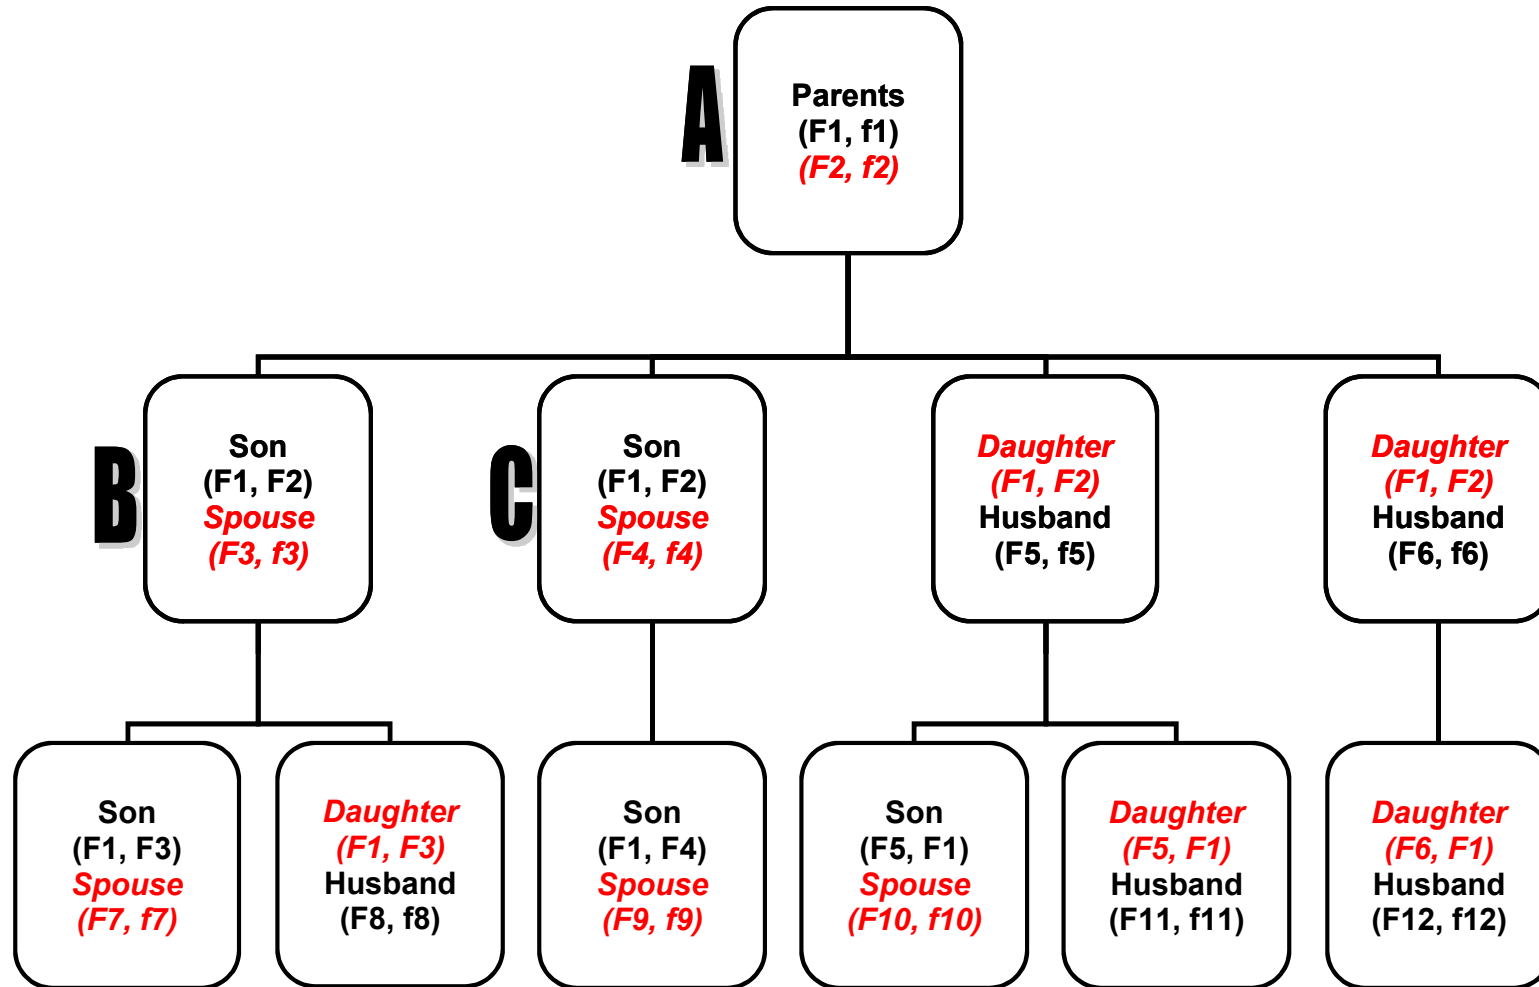 A
Parents
(F1, f1)
(F2, f2)
B
Son
(F1, F2)
Spouse
(F3, f3)
C
Son
(F1, F2)
Spouse
(F4, f4)
Daughter
(F1, F2)
Husband
(F5, f5)
Daughter
(F1, F2)
Husband
(F6, f6)
Son
(F1, F3)
Spouse
(F7, f7)
Daughter
(F1, F3)
Husband
(F8, f8)
Son
(F1, F4)
Spouse
(F9, f9)
Son
(F5, F1)
Spouse
(F10, f10)
Daughter
(F5, F1)
Husband
(F11, f11)
Daughter
(F6, F1)
Husband
(F12, f12)